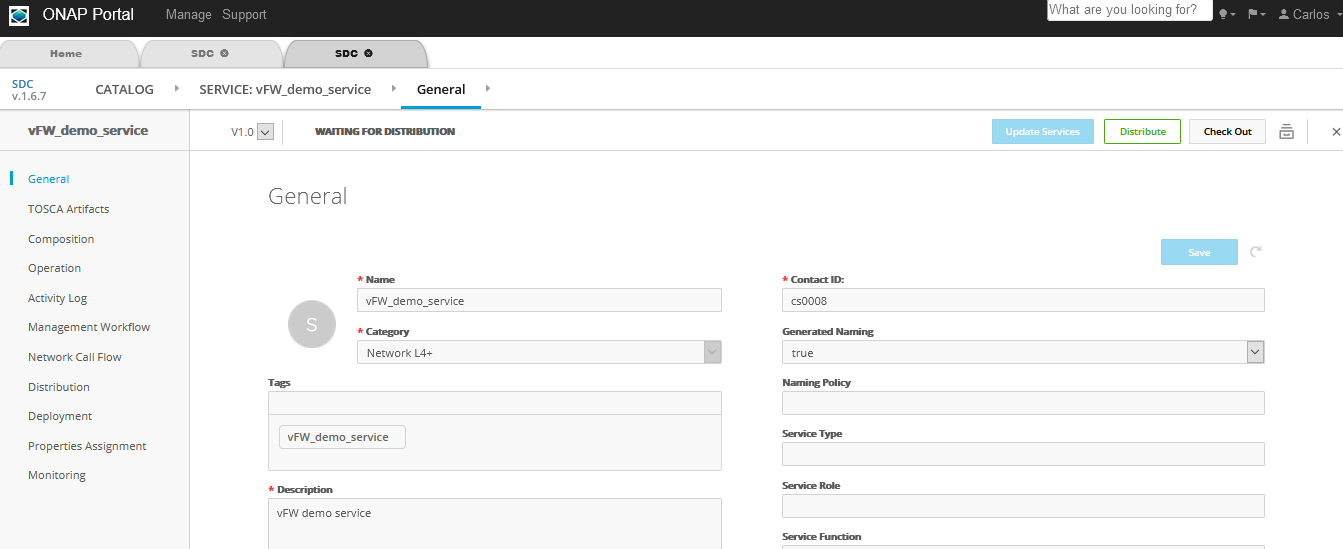 ONAP Portal Manage Support What are you looking for? Carlos
Home SDC SDC
SDC
v.1.6.7
CATALOG SERVICE: vFW_demo_service General
vFW_demo_service V1.0 WAITING FOR DISTRIBUTION Update Services Distribute Check Out
General
TOSCA Artifacts
Composition
Operation
Activity Log
Management Workflow
Network Call Flow
Distribution
Deployment
Properties Assignment
Monitoring
General
Save
S
* Name
vFW_demo_service
* Category
Network L4+
Tags
vFW_demo_service
* Description
vFW demo service
* Contact ID:
cs0008
Generated Naming
true
Naming Policy
Service Type
Service Role
Service Function